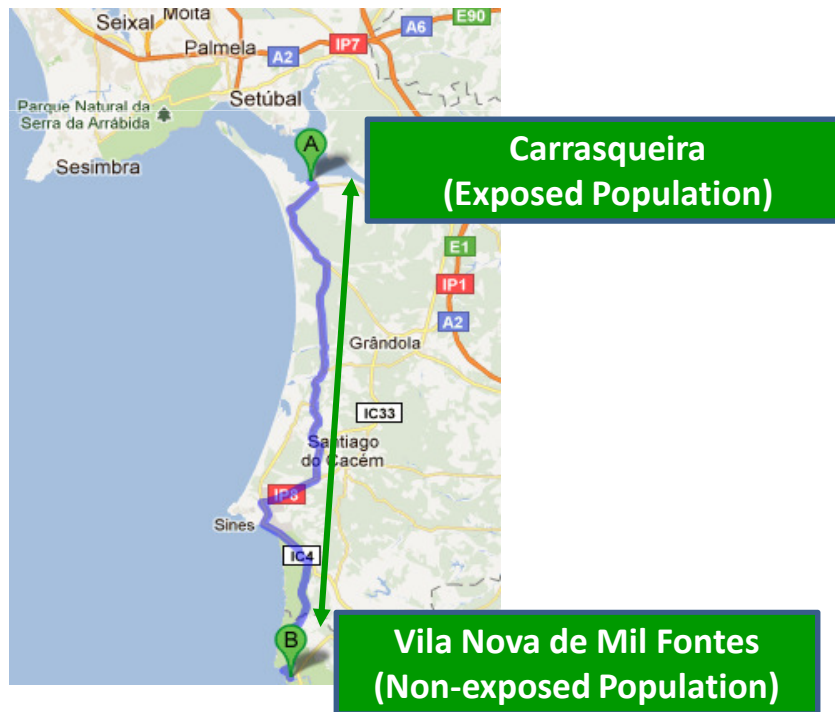 Seixal
Moita
A6
E90
Palmela
A2
IP7
Setúbal
Parque Natural da
Serra da Arrábida
Sesimbra
A
Carrasqueira
(Exposed Population)
E1
IP1
A2
Grândola
IC33
Santiago
do Cacém
IP8
Sines
IC4
B
Vila Nova de Mil Fontes
(Non-exposed Population)